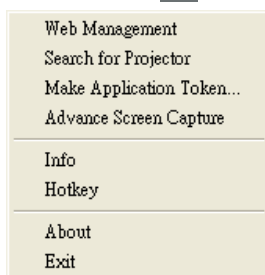 Web Management
Search for Projector
Make Application Token...
Advance Screen Capture
Info
Hotkey
About
Exit